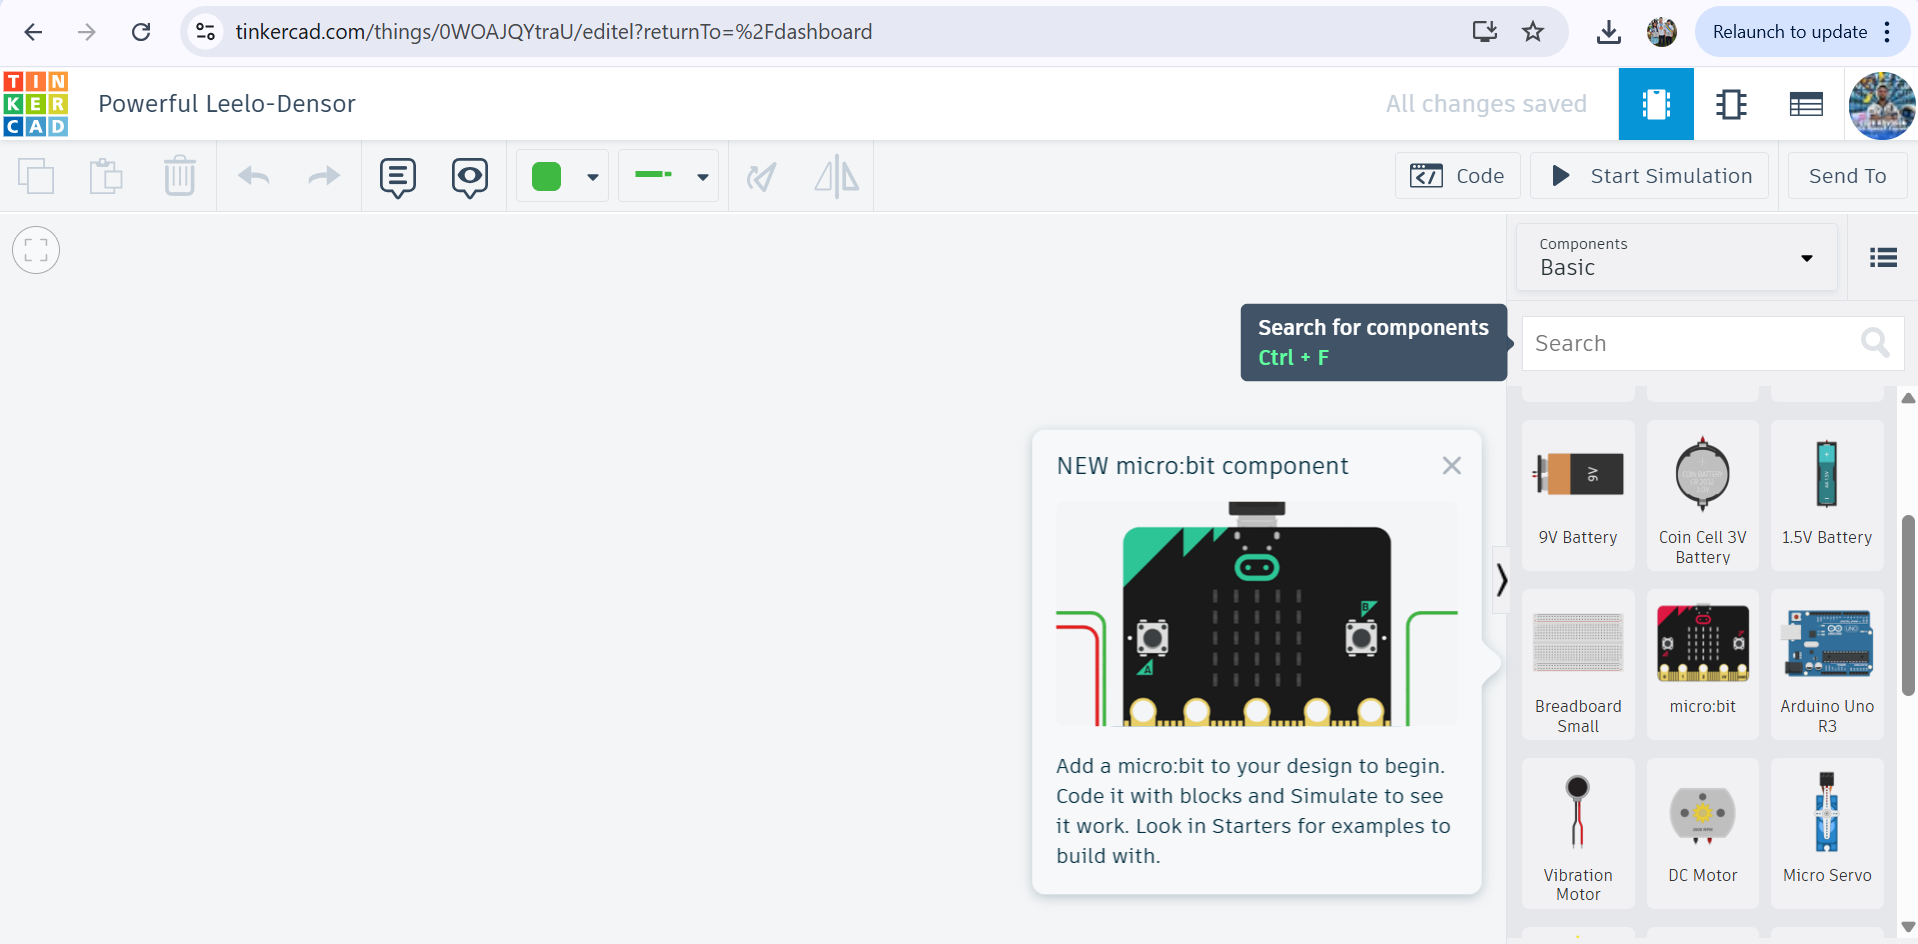 tinkercad.com/things/0WOAJQYtraU/editel?returnTo=%2Fdashboard
Relaunch to update
TIN
KER
CAD
Powerful Leelo-Densor
All changes saved
Code
Start Simulation
Send To
Components
Basic
Search for components
Ctrl + F
Search
NEW micro:bit component
A
B
Add a micro:bit to your design to begin.
Code it with blocks and Simulate to see
it work. Look in Starters for examples to
build with.
9V
9V Battery
Coin Cell 3V
Battery
1.5V Battery
Breadboard
Small
micro:bit
Arduino Uno
R3
Vibration
Motor
DC Motor
Micro Servo